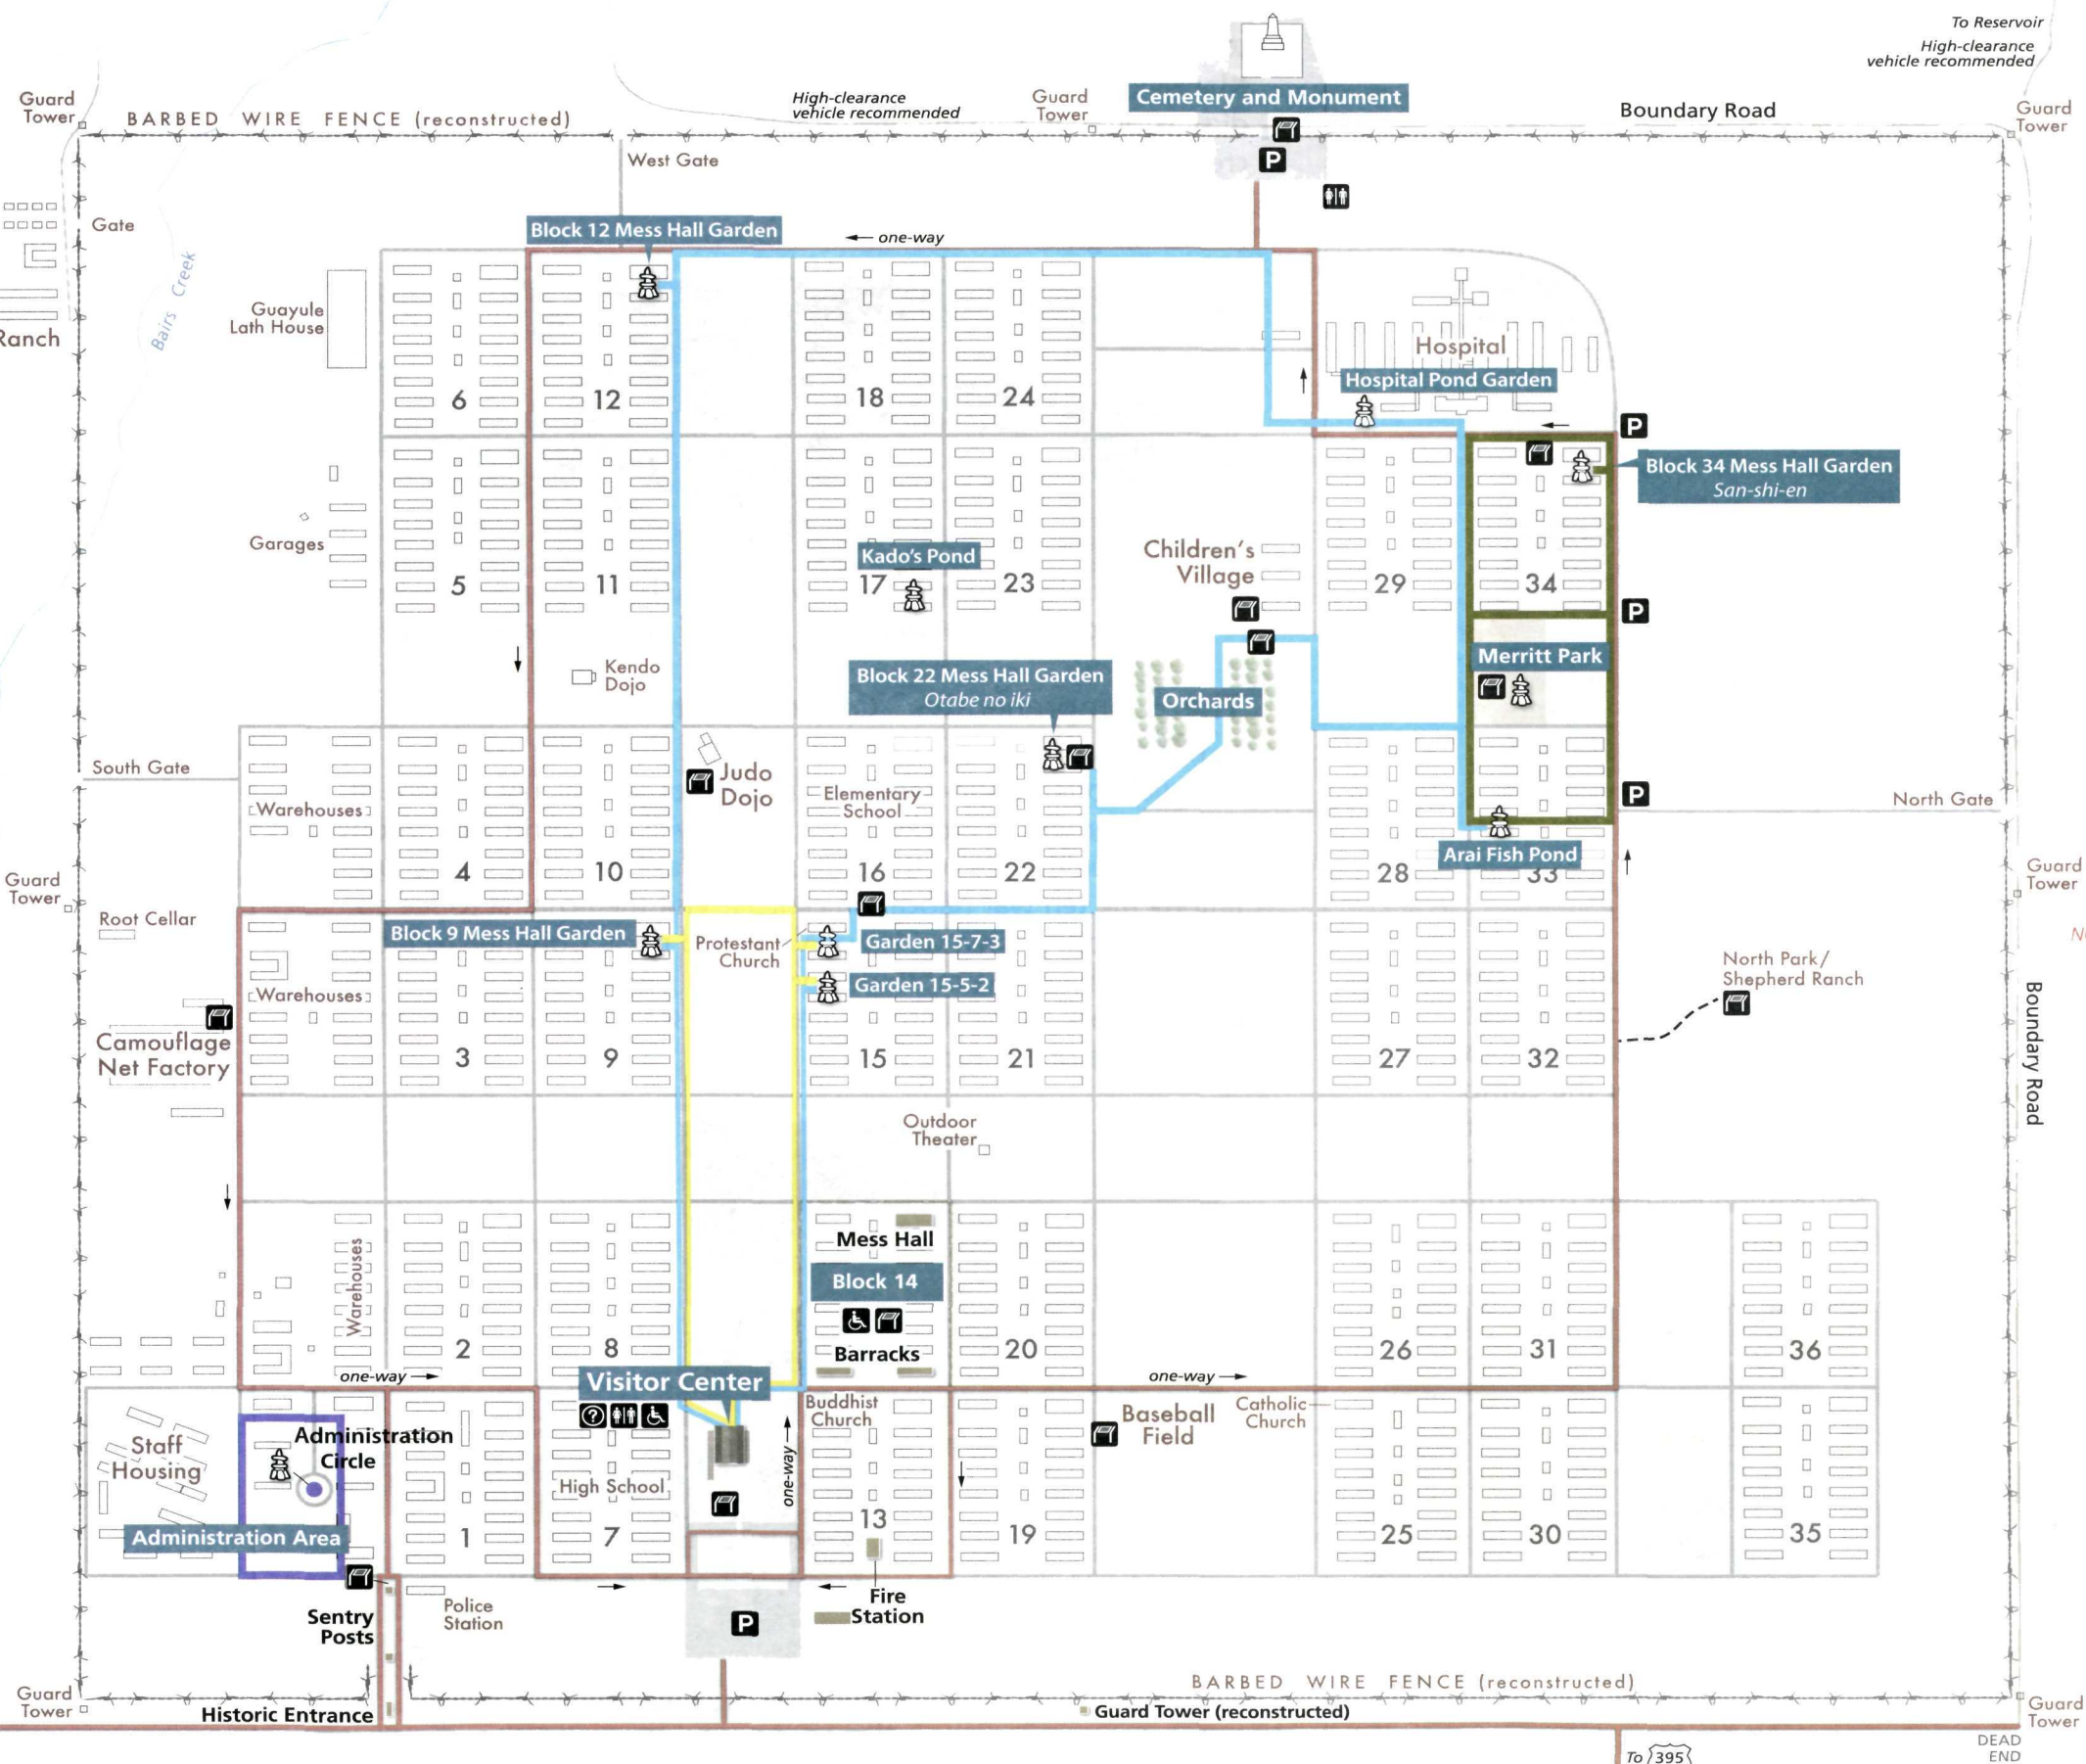 To Reservoir
High-clearance
vehicle recommended
Guard
Tower
BARBED WIRE FENCE (reconstructed)
High-clearance
vehicle recommended
Guard
Tower
Cemetery and Monument
P
Boundary Road
Guard
Tower
West Gate
Gate
Block 12 Mess Hall Garden
one-way
Bairs Creek
Guayule
Lath House
Ranch
Hospital
Hospital Pond Garden
6
12
18
24
P
Block 34 Mess Hall Garden
San-shi-en
Garages
Kado's Pond
Children's
Village
5
11
17
23
29
34
P
Kendo
Dojo
Block 22 Mess Hall Garden
Otabe no iki
Orchards
Merritt Park
South Gate
Judo
Dojo
Warehouses
Elementary
School
P
North Gate
4
10
16
22
28
33
Arai Fish Pond
Guard
Tower
Guard
Tower
Root Cellar
Block 9 Mess Hall Garden
Protestant
Church
Garden 15-7-3
Garden 15-5-2
North Park/
Shepherd Ranch
Warehouses
Camouflage
Net Factory
3
9
15
21
27
32
Boundary Road
Outdoor
Theater
Warehouses
Mess Hall
Block 14
Barracks
2
8
20
26
31
36
one-way
Visitor Center
?
one-way
Buddhist
Church
Baseball
Field
Catholic
Church
Staff
Housing
Administration
Circle
one-way
High School
Administration Area
1
7
13
19
25
30
35
Sentry
Posts
Police
Station
P
Fire
Station
BARBED WIRE FENCE (reconstructed)
Guard
Tower
Historic Entrance
Guard Tower (reconstructed)
Guard
Tower
DEAD
END
To 395